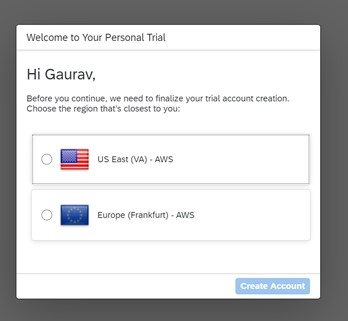 Welcome to Your Personal Trial
Hi Gaurav,
Before you continue, we need to finalize your trial account creation.
Choose the region that's closest to you:
US East (VA) - AWS
Europe (Frankfurt) - AWS
Create Account